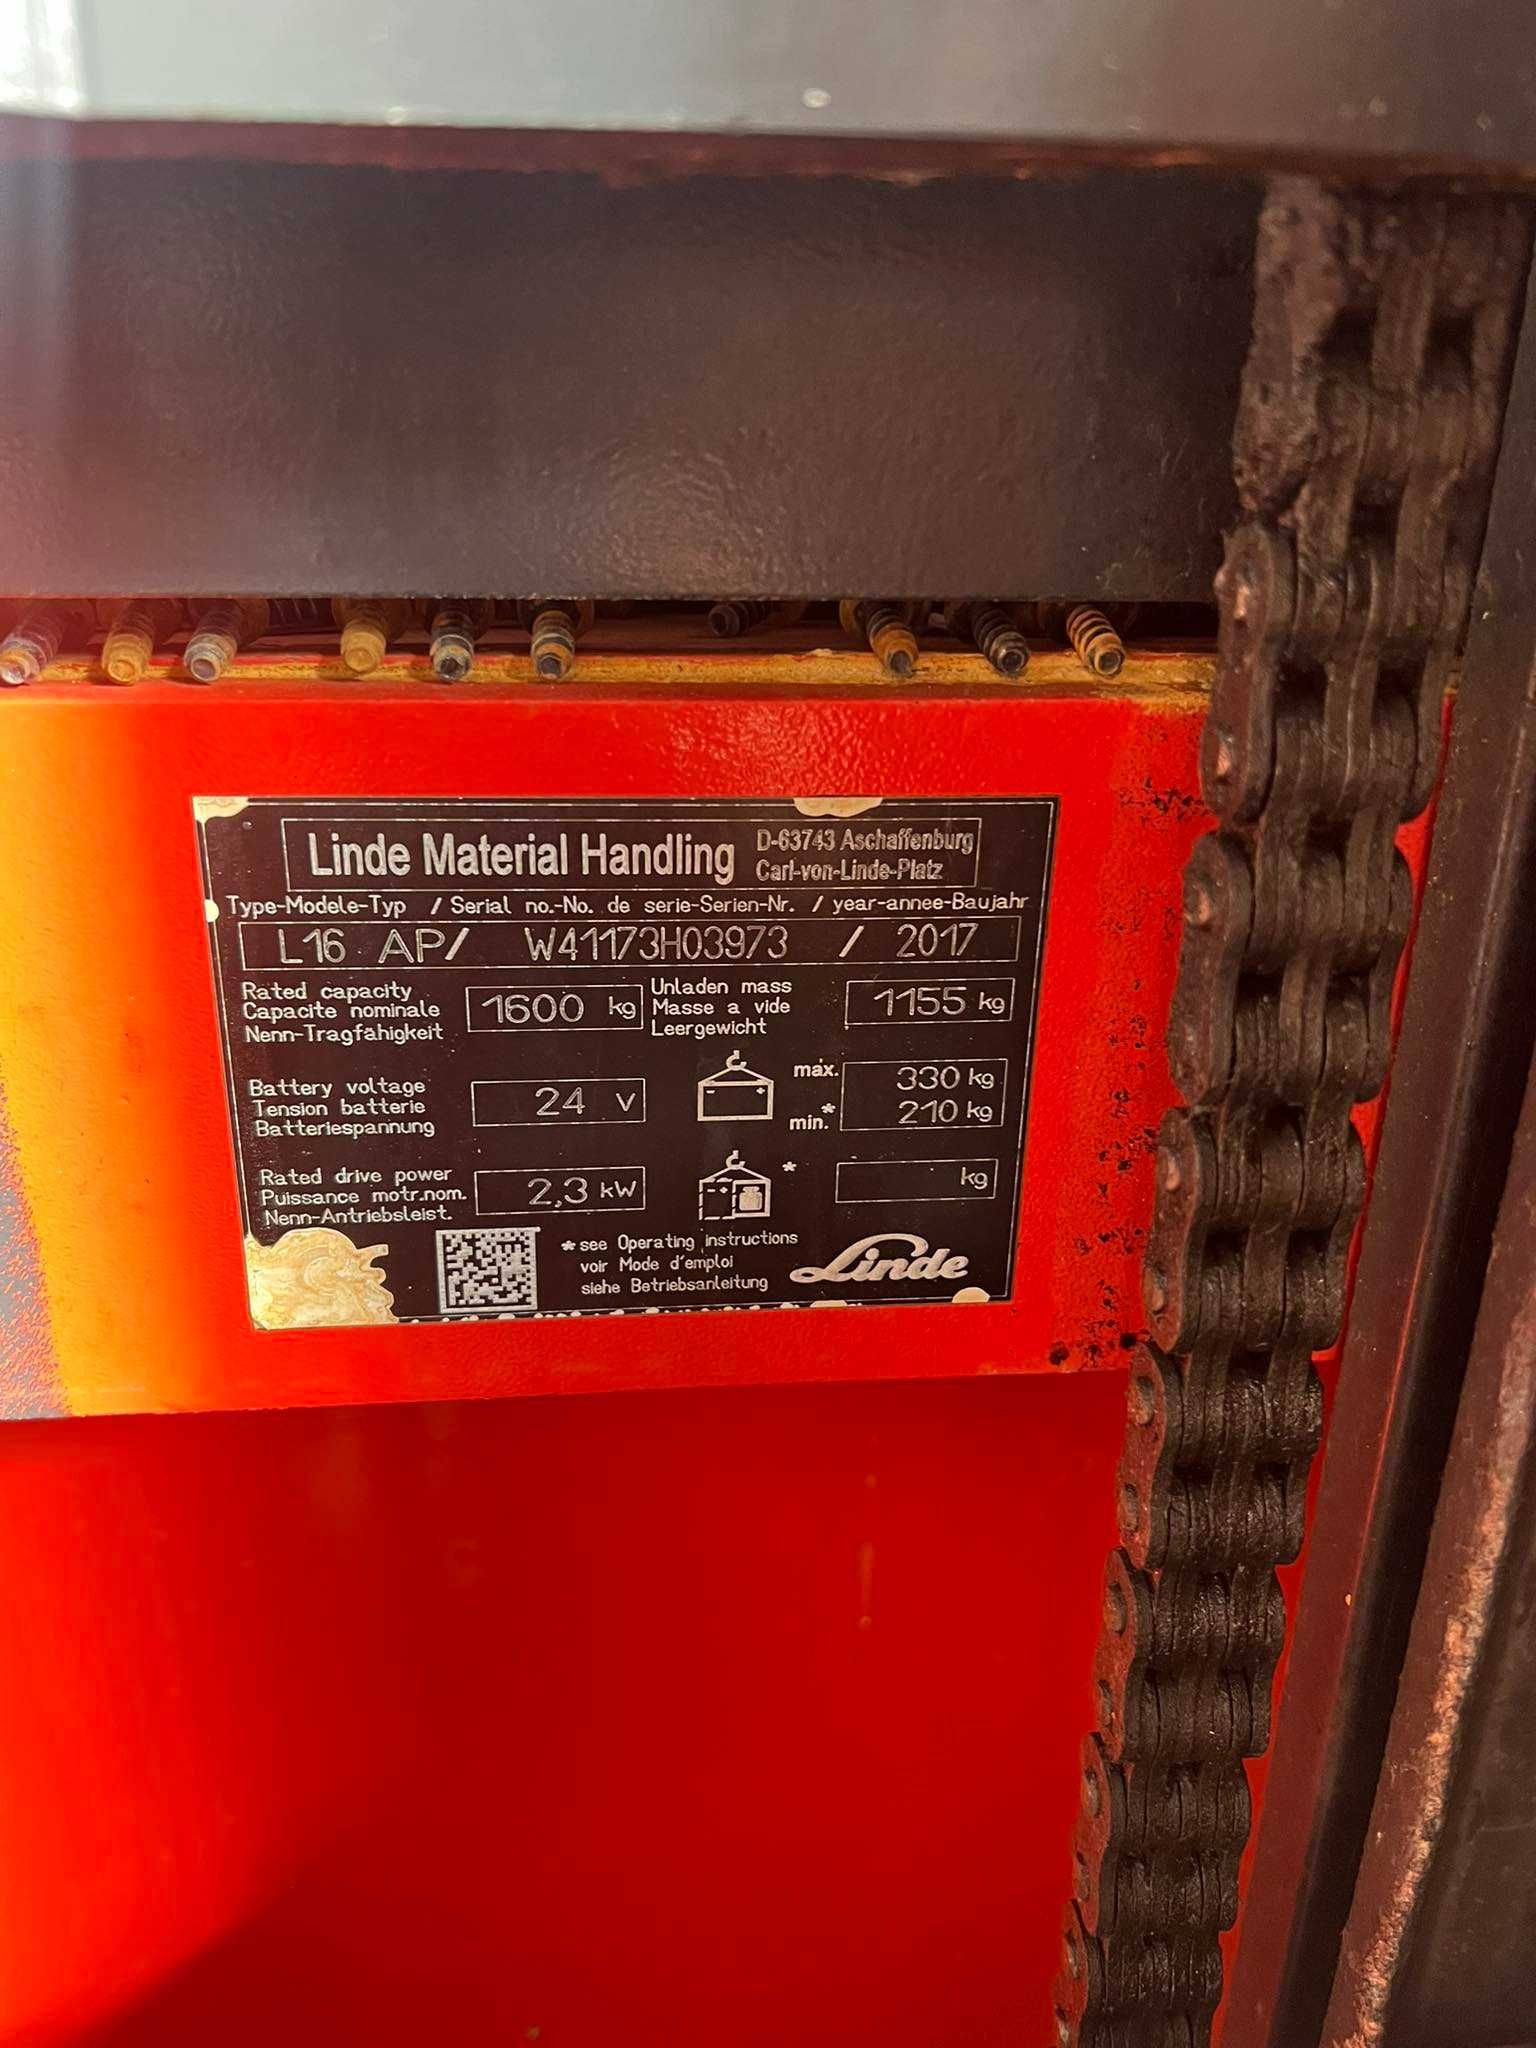 Linde Material Handling
D-63743 Aschaffenburg
Carl-von-Linde-Platz
Type-Modele-Typ / Serial no.-No. de serie-Serien-Nr. / year-annee-Baujahr
L16 AP/ W41173H03973 / 2017
Rated capacity
Capacite nominale
Nenn-Tragfähigkeit
1600 kg
Unladen mass
Masse a vide
Leergewicht
1155 kg
Battery voltage
Tension batterie
Batteriespannung
24 V
- +
max. 330 kg
min.* 210 kg
Rated drive power
Puissance motr.nom.
Nenn-Antriebsleist.
2,3 kW
- +
* kg
* see Operating instructions
voir Mode d'emploi
siehe Betriebsanleitung
Linde